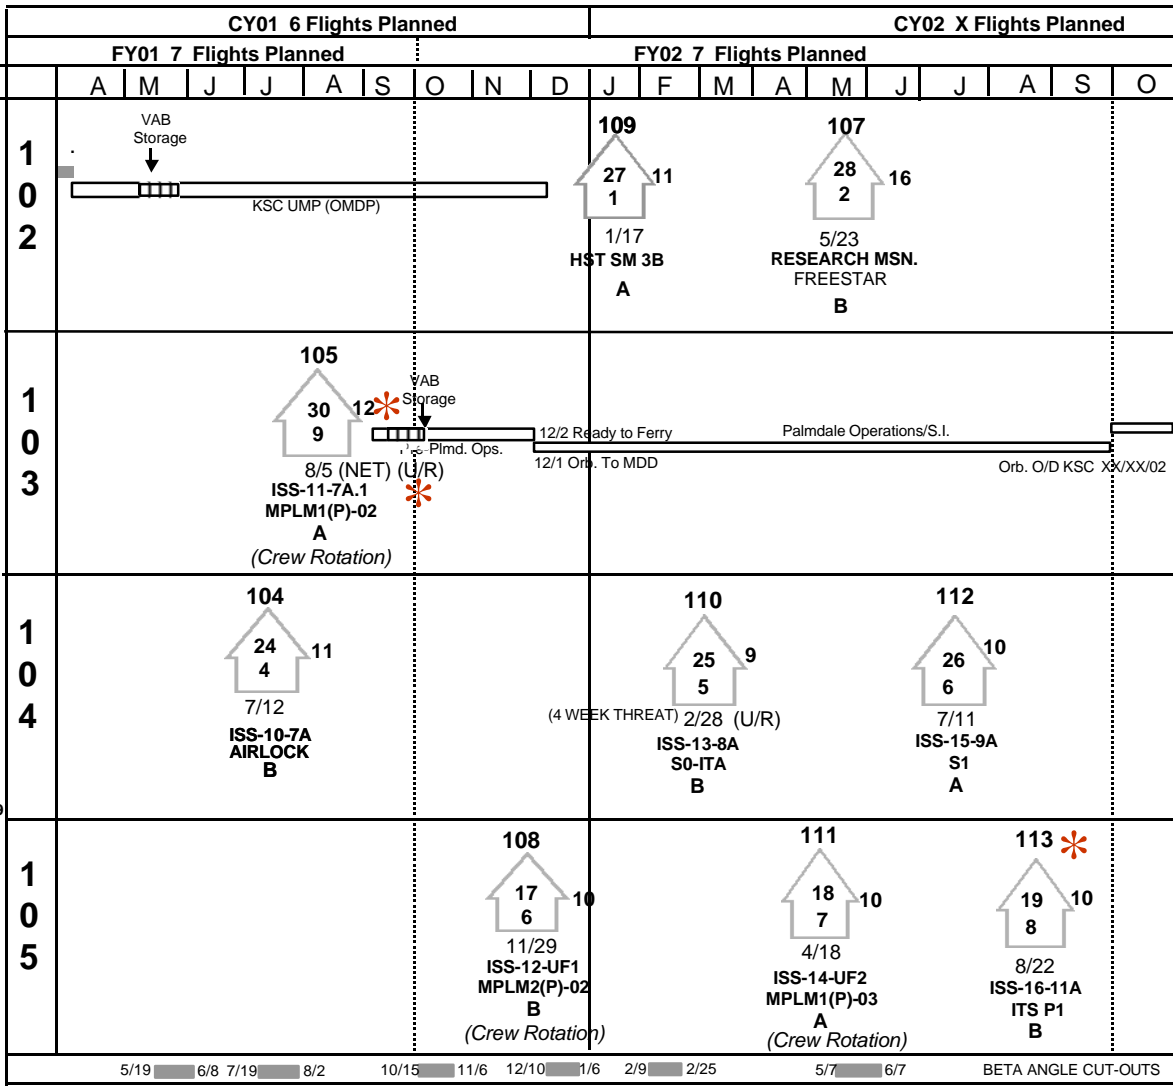 CY01 6 Flights Planned
CY02 X Flights Planned
FY01 7 Flights Planned
FY02 7 Flights Planned
A M J J A S O N D J F M A M J J A S O
102
VAB
Storage
KSC UMP (OMDP)
109
27
1
11
1/17
HST SM 3B
A
107
28
2
16
5/23
RESEARCH MSN.
FREESTAR
B
103
105
30
9
12*
8/5 (NET) (U/R)
*
ISS-11-7A.1
MPLM1(P)-02
A
(Crew Rotation)
VAB
Storage
Plmd. Ops.
12/2 Ready to Ferry
12/1 Orb. To MDD
Palmdale Operations/S.I.
Orb. O/D KSC XX/XX/02
104
104
24
4
11
7/12
ISS-10-7A
AIRLOCK
B
110
25
5
9
(4 WEEK THREAT) 2/28 (U/R)
ISS-13-8A
S0-ITA
B
112
26
6
10
7/11
ISS-15-9A
S1
A
105
108
17
6
10
11/29
ISS-12-UF1
MPLM2(P)-02
B
(Crew Rotation)
111
18
7
10
4/18
ISS-14-UF2
MPLM1(P)-03
A
(Crew Rotation)
113 *
19
8
10
8/22
ISS-16-11A
ITS P1
B
5/19 6/8 7/19 8/2 10/15 11/6 12/10 1/6 2/9 2/25 5/7 6/7 BETA ANGLE CUT-OUTS